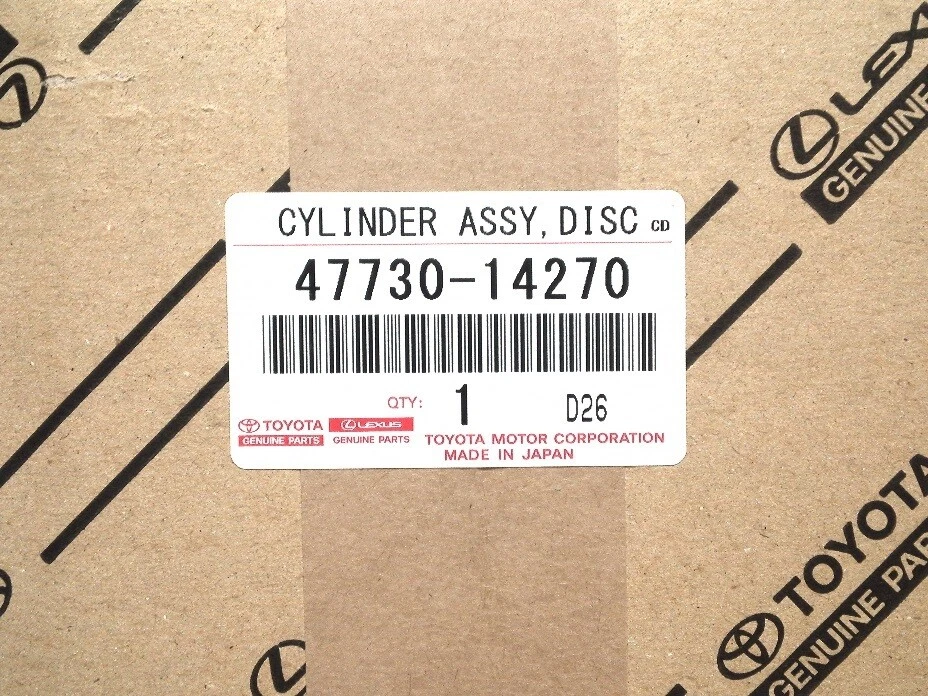 LEX
GENUINE
CYLINDER ASSY, DISC CD
47730-14270
QTY: 1 D26
TOYOTA LEXUS
GENUINE PARTS GENUINE PARTS
TOYOTA MOTOR CORPORATION
MADE IN JAPAN
TOYOTA
GENUINE PAR